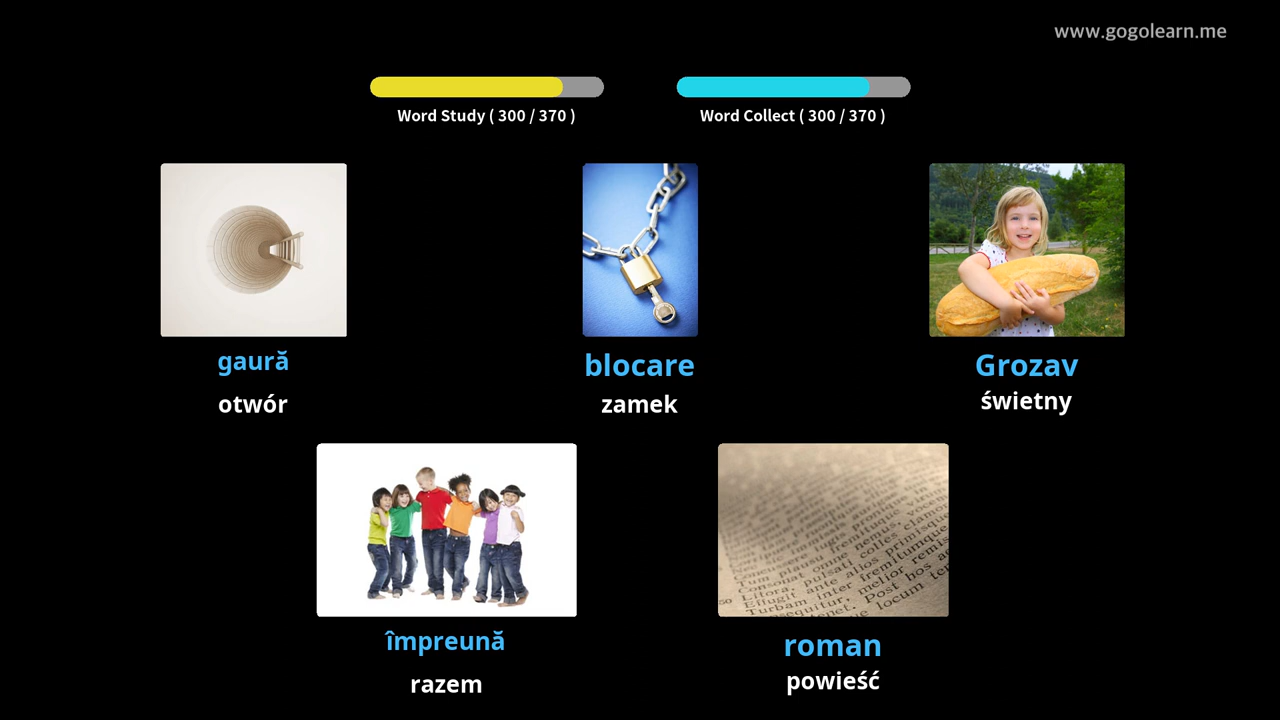 www.gogolearn.me
Word Study ( 300 / 370 )
Word Collect ( 300 / 370 )
gaură
otwór
blocare
zamek
Grozav
świetny
împreună
razem
roman
powieść